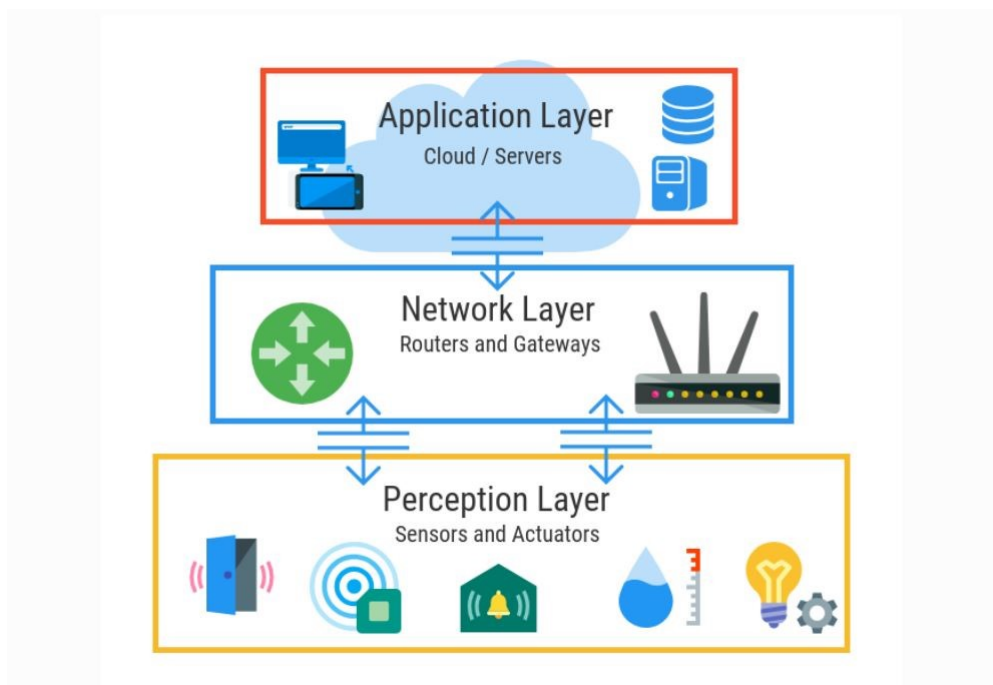 Application Layer
Cloud / Servers
Network Layer
Routers and Gateways
Perception Layer
Sensors and Actuators